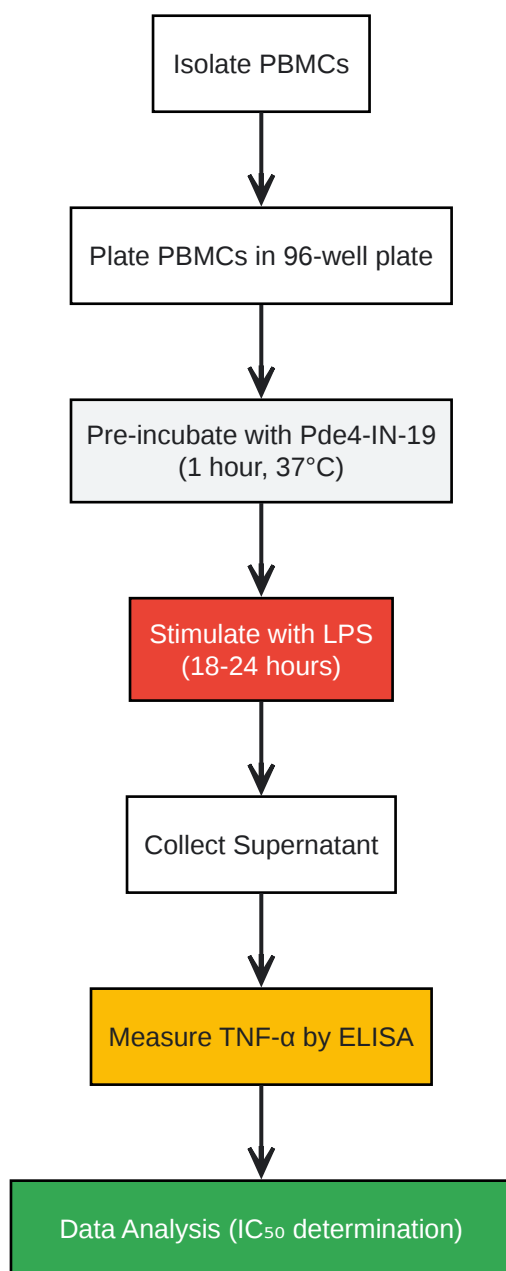 Isolate PBMCs
Plate PBMCs in 96-well plate
Pre-incubate with Pde4-IN-19
(1 hour, 37°C)
Stimulate with LPS
(18-24 hours)
Collect Supernatant
Measure TNF-α by ELISA
Data Analysis (IC₅₀ determination)